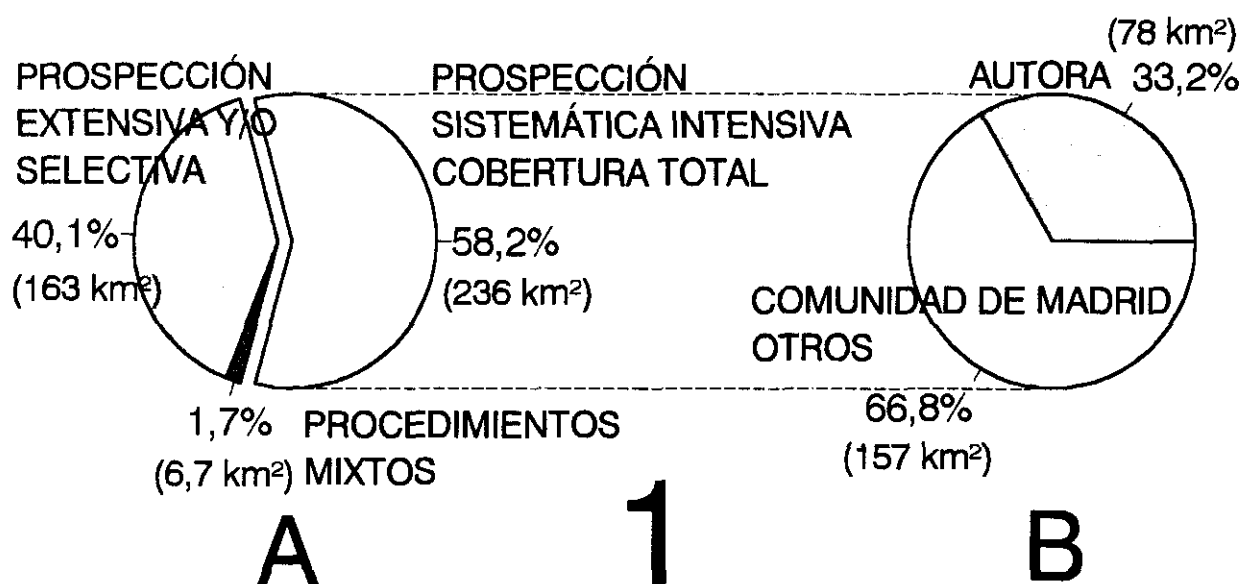 PROSPECCIÓN
EXTENSIVA Y/O
SELECTIVA
40,1%
(163 km²)
PROSPECCIÓN
SISTEMÁTICA INTENSIVA
COBERTURA TOTAL
58,2%
(236 km²)
1,7% PROCEDIMIENTOS
(6,7 km²) MIXTOS
(78 km²)
AUTORA 33,2%
COMUNIDAD DE MADRID
OTROS
66,8%
(157 km²)
A 1 B